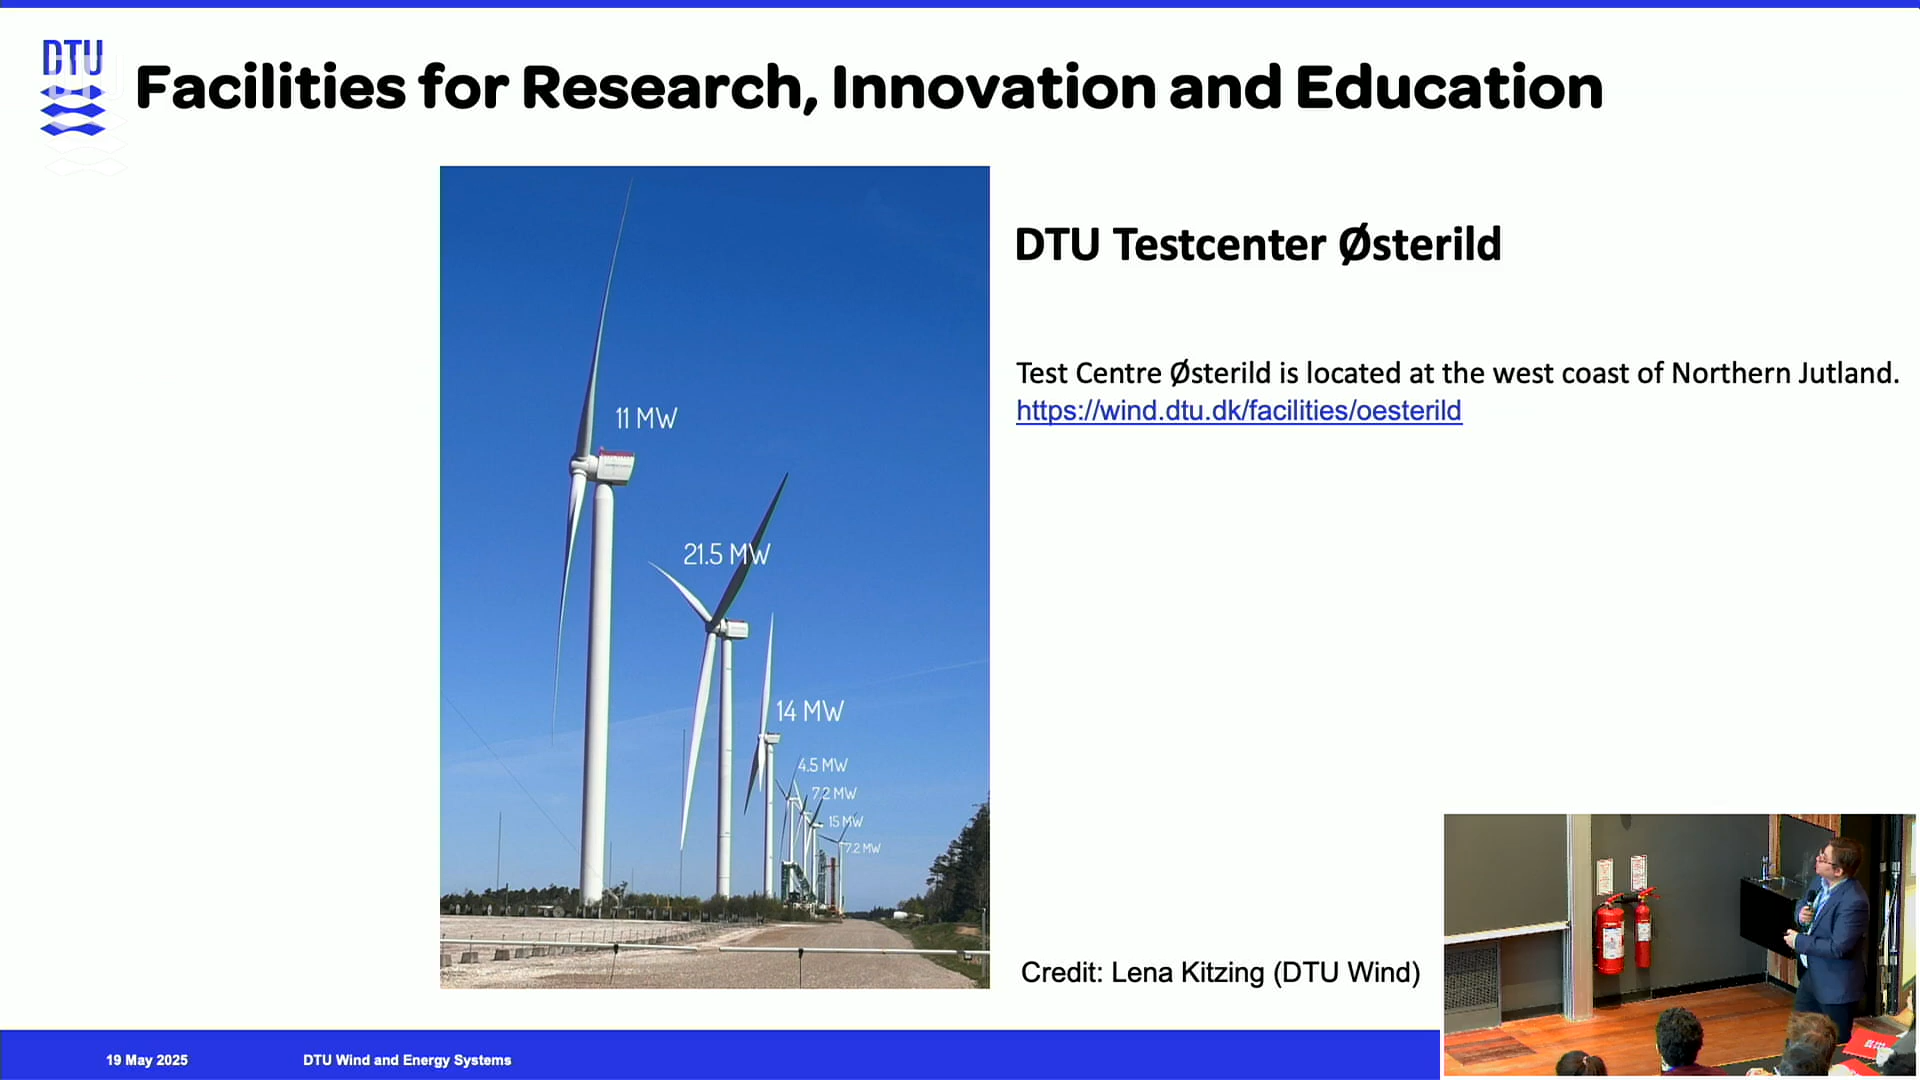 DTU
Facilities for Research, Innovation and Education
11 MW
21.5 MW
14 MW
4.5 MW
7.2 MW
15 MW
7.2 MW
DTU Testcenter Østerild
Test Centre Østerild is located at the west coast of Northern Jutland.
https://wind.dtu.dk/facilities/oesterild
Credit: Lena Kitzing (DTU Wind)
19 May 2025
DTU Wind and Energy Systems